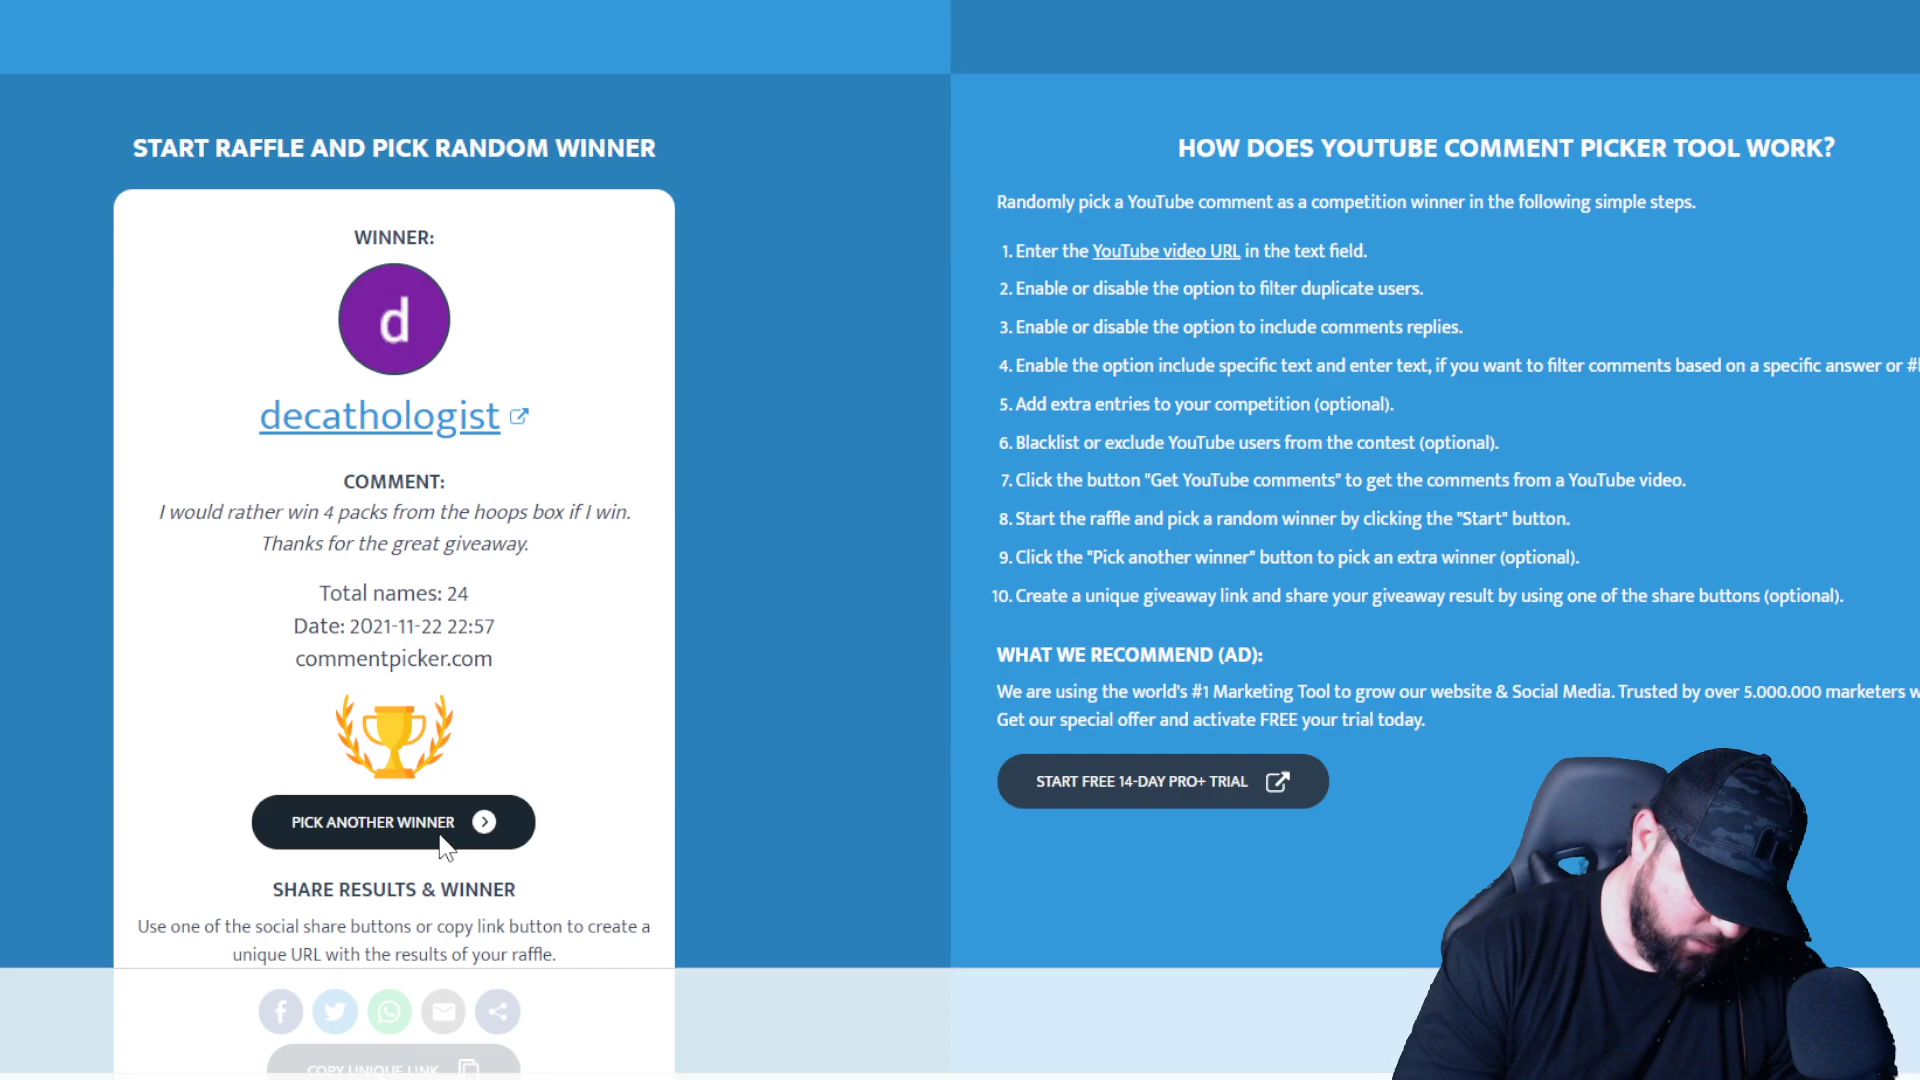 START RAFFLE AND PICK RANDOM WINNER
WINNER:
d
decathologist
COMMENT:
I would rather win 4 packs from the hoops box if I win.
Thanks for the great giveaway.
Total names: 24
Date: 2021-11-22 22:57
commentpicker.com
PICK ANOTHER WINNER
SHARE RESULTS & WINNER
Use one of the social share buttons or copy link button to create a
unique URL with the results of your raffle.
COPY UNIQUE LINK
HOW DOES YOUTUBE COMMENT PICKER TOOL WORK?
Randomly pick a YouTube comment as a competition winner in the following simple steps.
1. Enter the YouTube video URL in the text field.
2. Enable or disable the option to filter duplicate users.
3. Enable or disable the option to include comments replies.
4. Enable the option include specific text and enter text, if you want to filter comments based on a specific answer or
5. Add extra entries to your competition (optional).
6. Blacklist or exclude YouTube users from the contest (optional).
7. Click the button "Get YouTube comments" to get the comments from a YouTube video.
8. Start the raffle and pick a random winner by clicking the "Start" button.
9. Click the "Pick another winner" button to pick an extra winner (optional).
10. Create a unique giveaway link and share your giveaway result by using one of the share buttons (optional).
WHAT WE RECOMMEND (AD):
We are using the world's #1 Marketing Tool to grow our website & Social Media. Trusted by over 5.000.000 marketers
Get our special offer and activate FREE your trial today.
START FREE 14-DAY PRO+ TRIAL